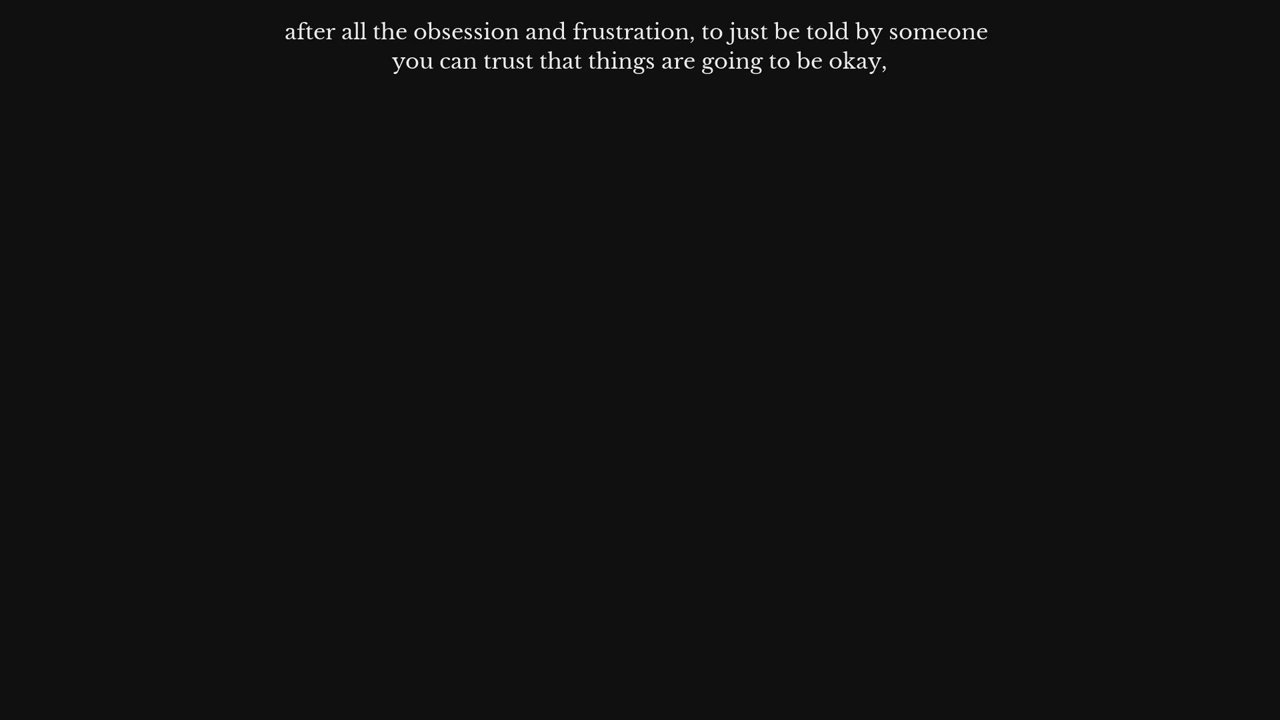 after all the obsession and frustration, to just be told by someone
you can trust that things are going to be okay,